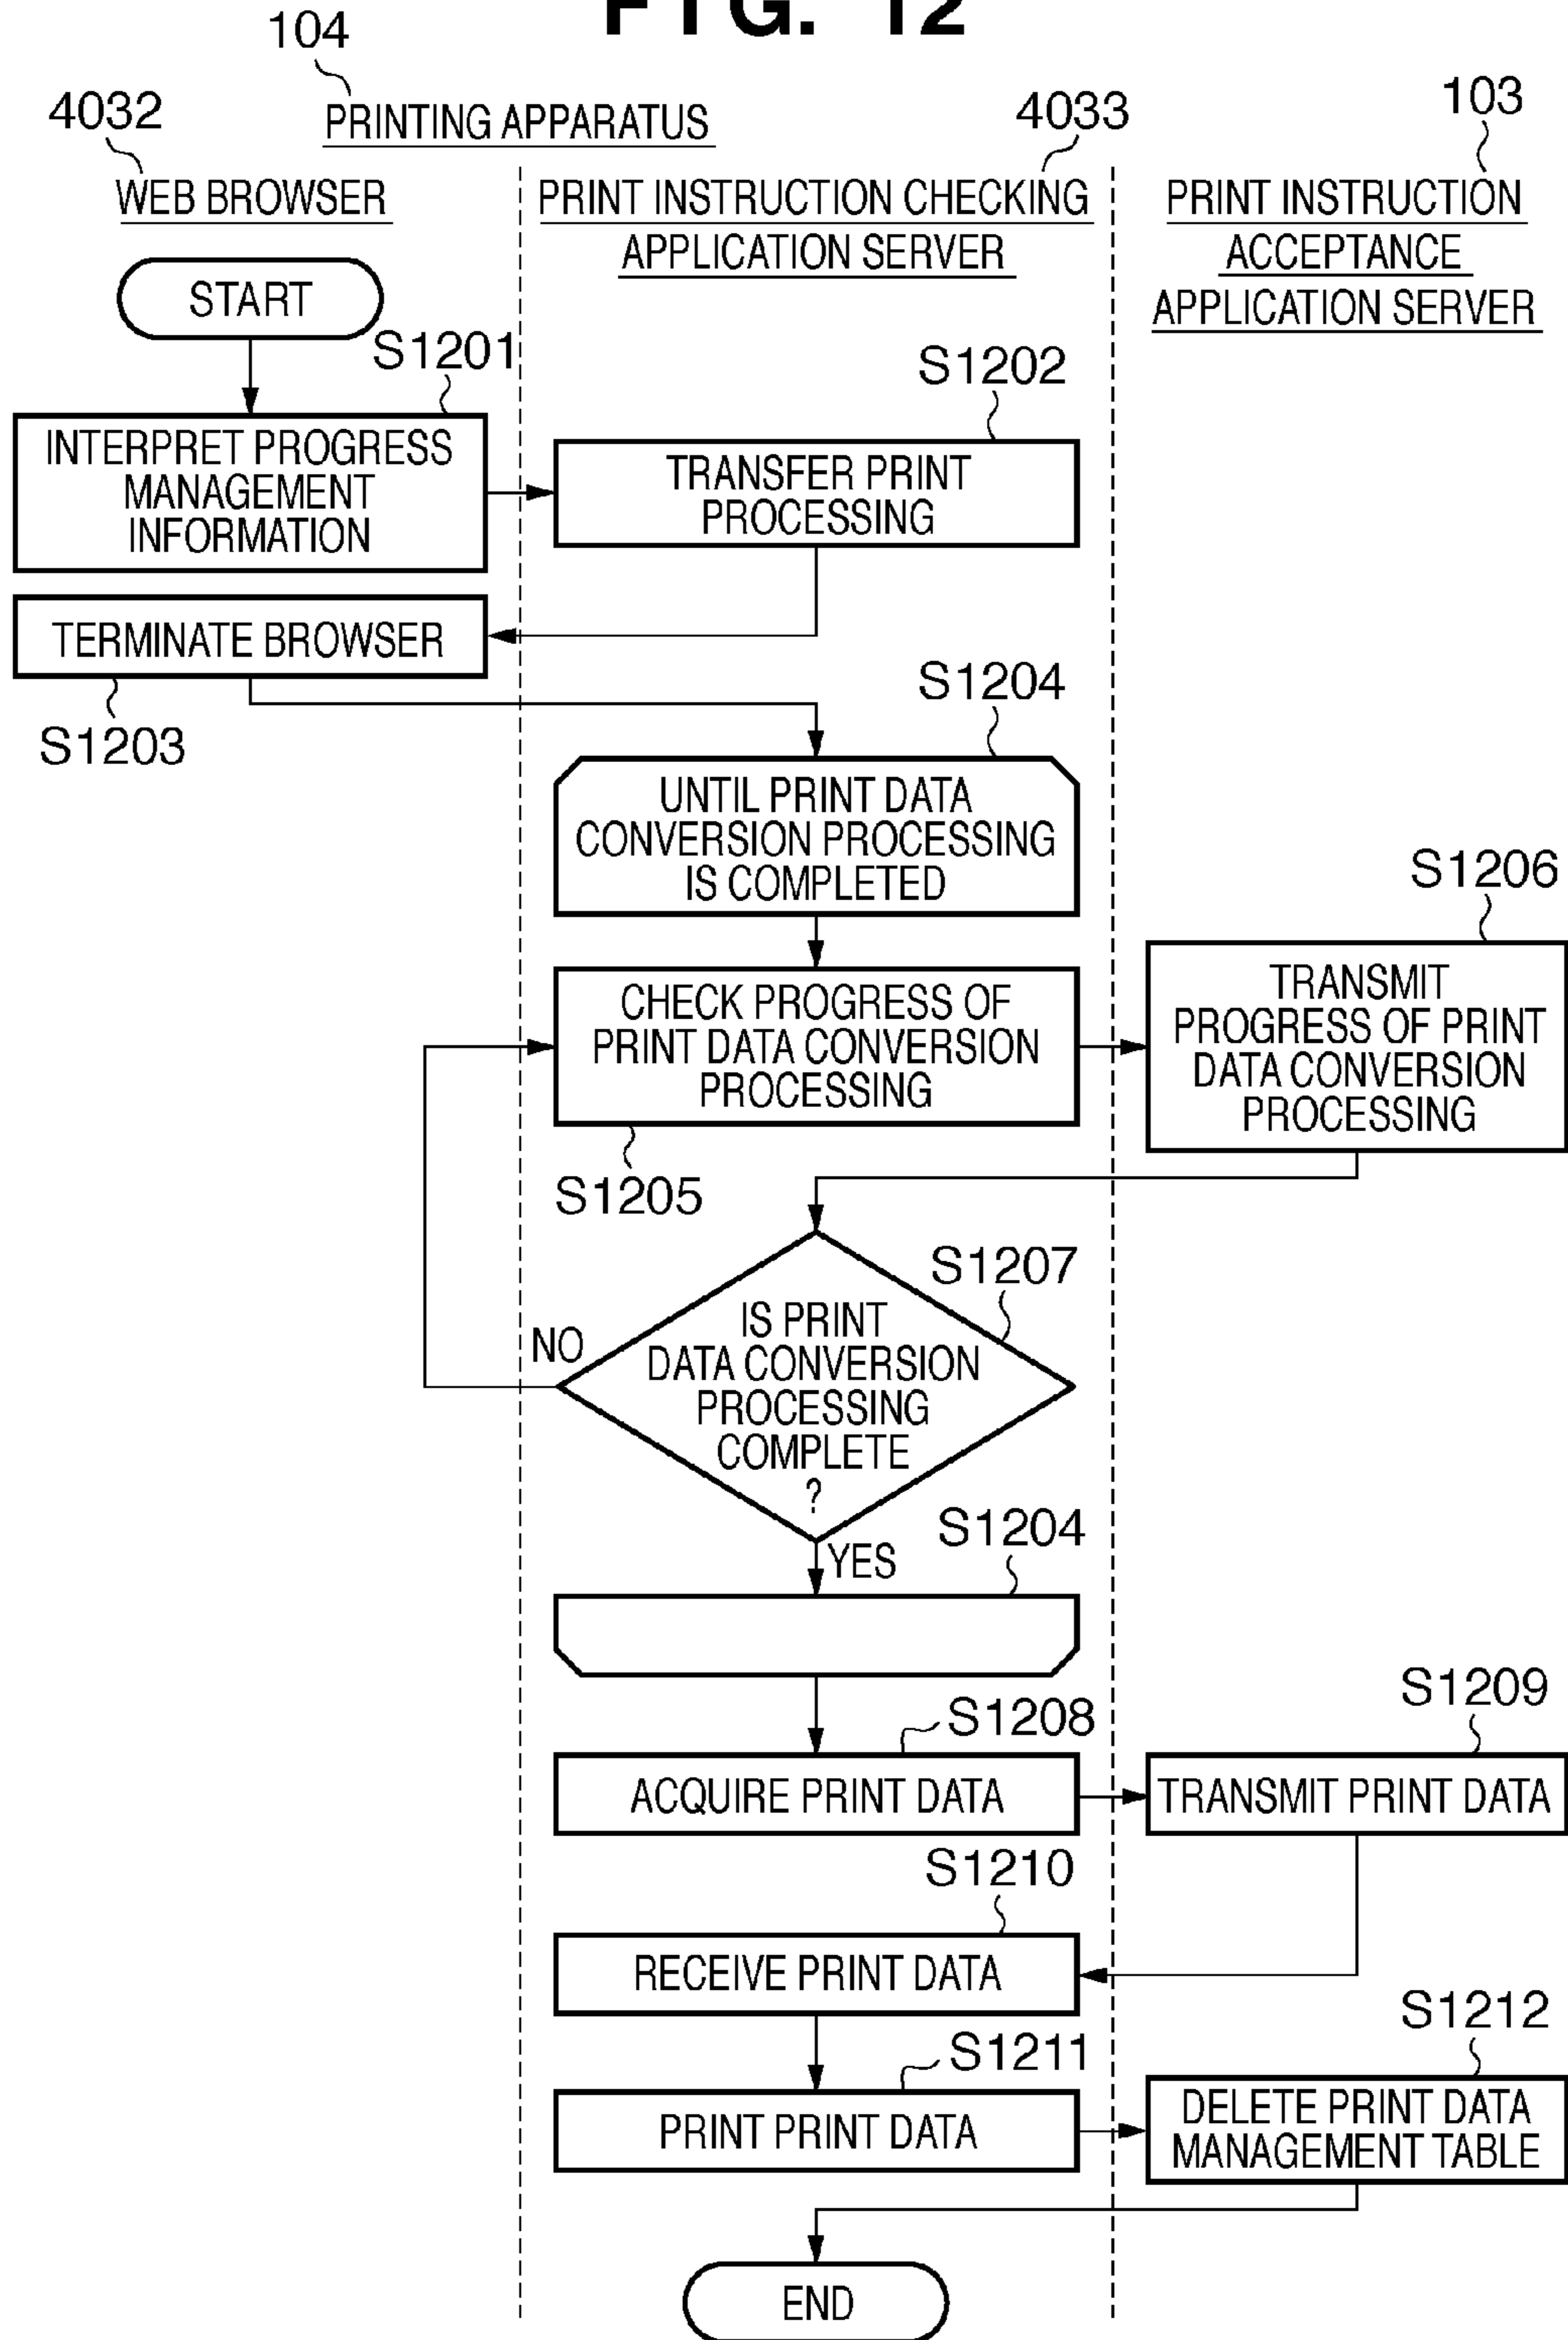 FIG. 12
104
PRINTING APPARATUS
4032
WEB BROWSER
4033
PRINT INSTRUCTION CHECKING
APPLICATION SERVER
103
PRINT INSTRUCTION
ACCEPTANCE
APPLICATION SERVER
START
S1201
INTERPRET PROGRESS
MANAGEMENT
INFORMATION
S1202
TRANSFER PRINT
PROCESSING
TERMINATE BROWSER
S1203
S1204
UNTIL PRINT DATA
CONVERSION PROCESSING
IS COMPLETED
CHECK PROGRESS OF
PRINT DATA CONVERSION
PROCESSING
S1205
S1206
TRANSMIT
PROGRESS OF PRINT
DATA CONVERSION
PROCESSING
S1207
IS PRINT
DATA CONVERSION
PROCESSING
COMPLETE
?
NO
YES
S1204
S1208
ACQUIRE PRINT DATA
S1209
TRANSMIT PRINT DATA
S1210
RECEIVE PRINT DATA
S1211
PRINT PRINT DATA
S1212
DELETE PRINT DATA
MANAGEMENT TABLE
END